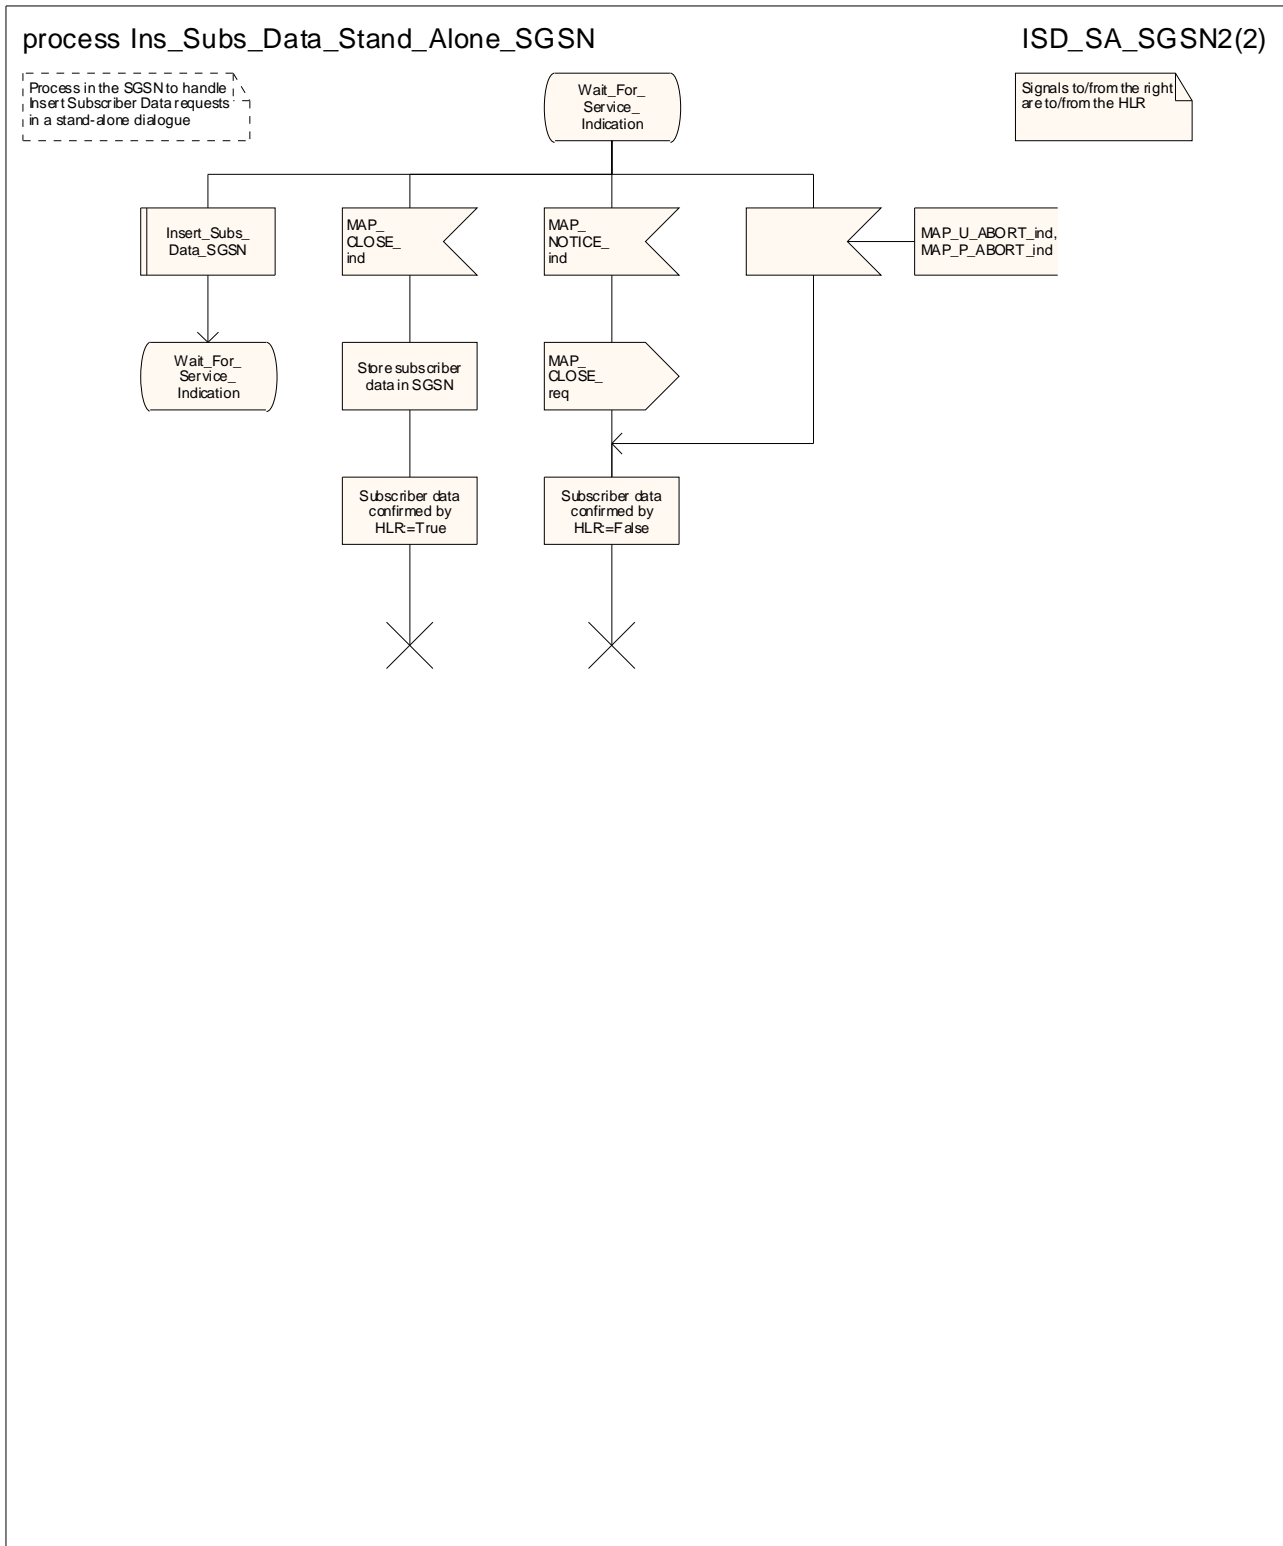 process Ins_Subs_Data_Stand_Alone_SGSN
ISD_SA_SGSN2(2)
Process in the SGSN to handle
Insert Subscriber Data requests
in a stand-alone dialogue
Wait_For_
Service_
Indication
Signals to/from the right
are to/from the HLR
Insert_Subs_
Data_SGSN
MAP_
CLOSE_
ind
MAP_
NOTICE_
ind
MAP_U_ABORT_ind,
MAP_P_ABORT_ind
Wait_For_
Service_
Indication
Store subscriber
data in SGSN
MAP_
CLOSE_
req
Subscriber data
confirmed by
HLR:=True
Subscriber data
confirmed by
HLR:=False